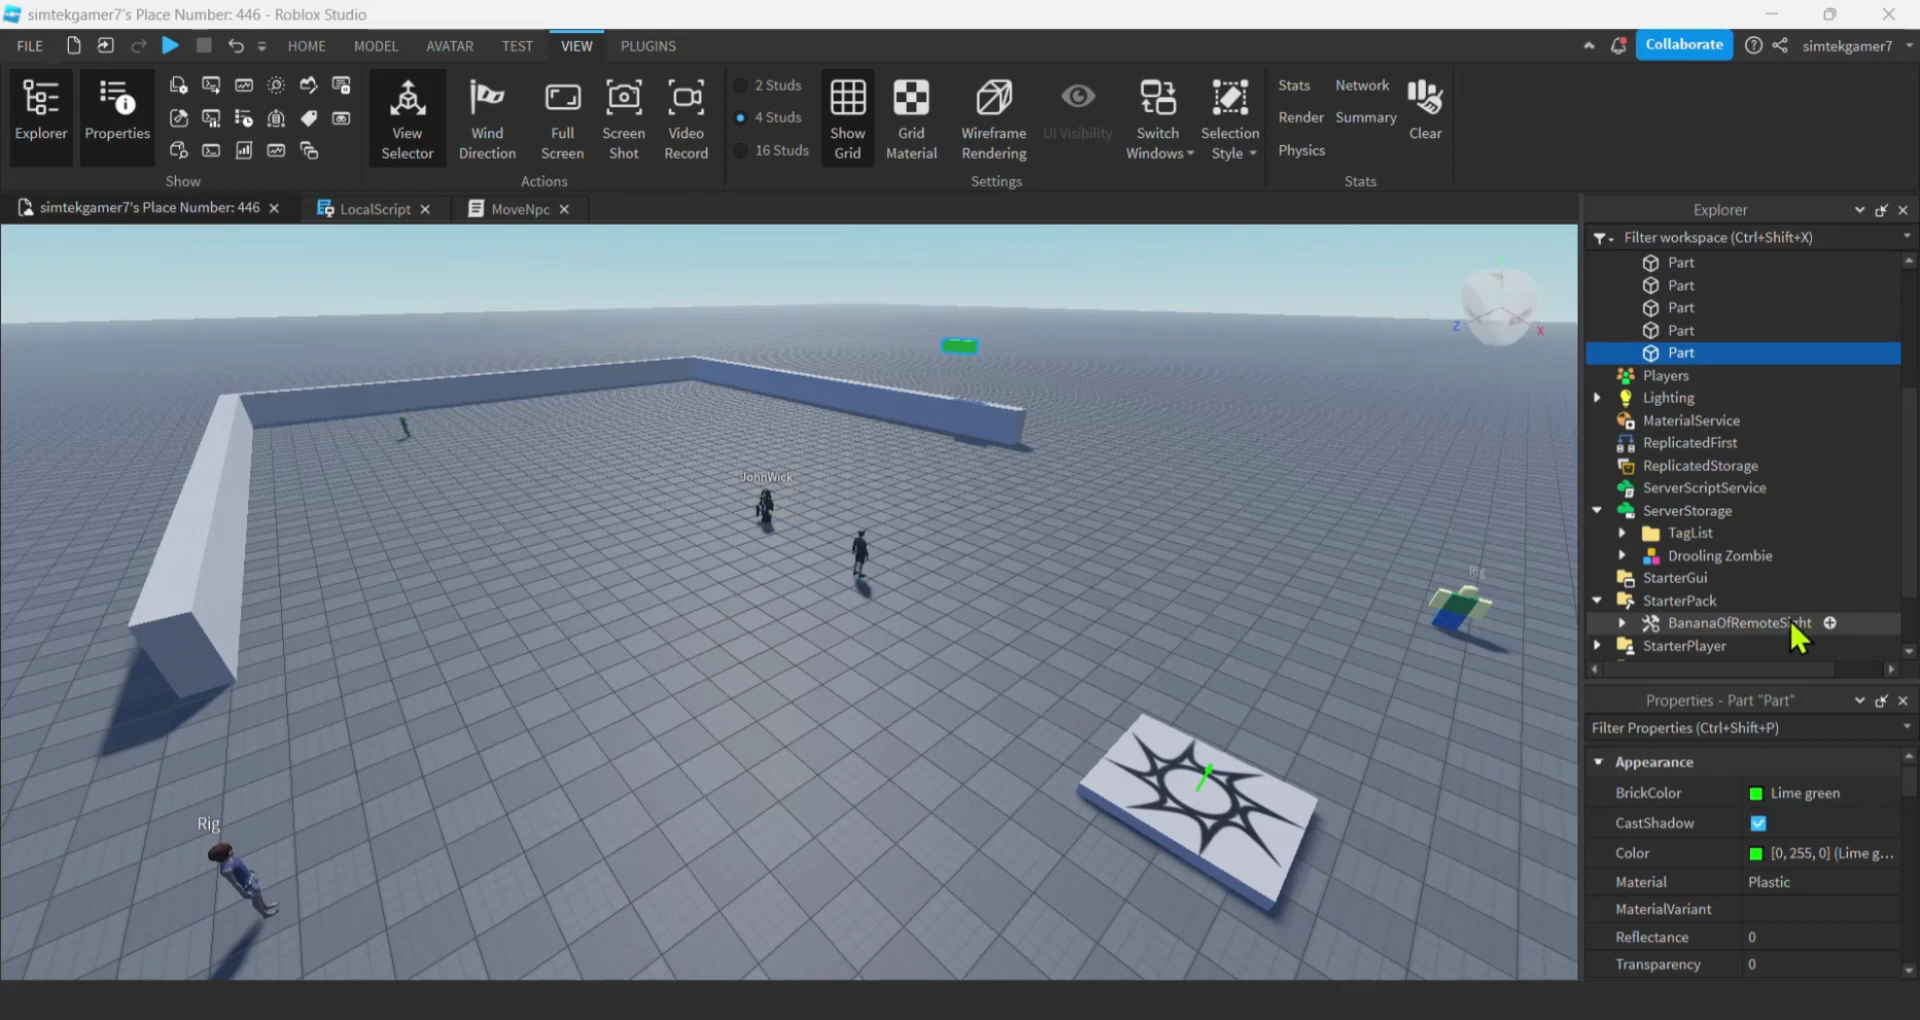 simtekgamer7's Place Number: 446 - Roblox Studio
FILE HOME MODEL AVATAR TEST VIEW PLUGINS Collaborate simtekgamer7
Explorer
Properties
Show
View Selector
Wind Direction
Full Screen
Screen Shot
Video Record
Actions
2 Studs
4 Studs
16 Studs
Show Grid
Grid Material
Wireframe Rendering
UI Visibility
Switch Windows
Selection Style
Settings
Stats Network
Render Summary
Physics
Clear
Stats
simtekgamer7's Place Number: 446 LocalScript MoveNpc
JohnWick
Rig
Rig
Y
Z
X
Explorer
Filter workspace (Ctrl+Shift+X)
Part
Part
Part
Part
Part
Players
Lighting
MaterialService
ReplicatedFirst
ReplicatedStorage
ServerScriptService
ServerStorage
TagList
Drooling Zombie
StarterGui
StarterPack
BananaOfRemoteSight
StarterPlayer
Properties - Part "Part"
Filter Properties (Ctrl+Shift+P)
Appearance
BrickColor Lime green
CastShadow
Color [0, 255, 0] (Lime g...
Material Plastic
MaterialVariant
Reflectance 0
Transparency 0